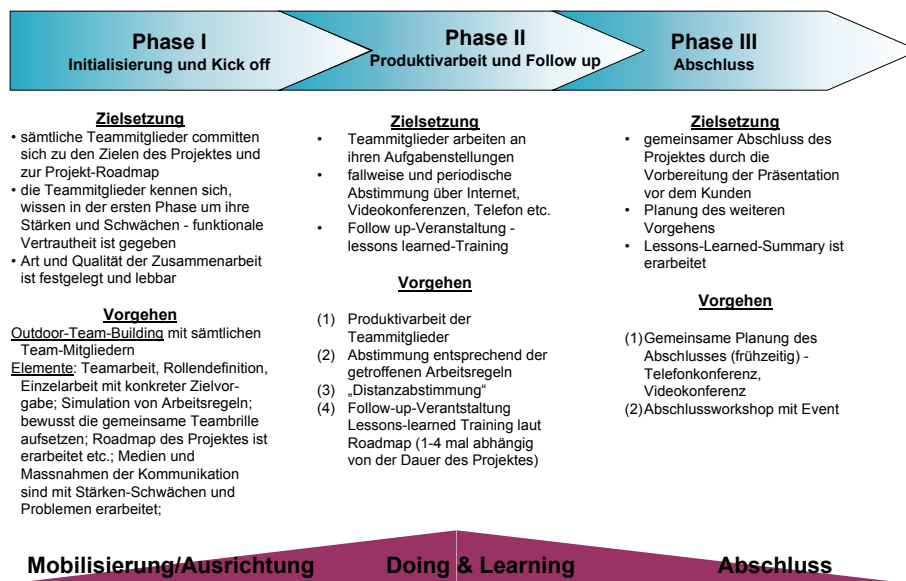 Phase I
Initialisierung und Kick off
Phase II
Produktivarbeit und Follow up
Phase III
Abschluss
Zielsetzung
• sämtliche Teammitglieder committen
sich zu den Zielen des Projektes und
zur Projekt-Roadmap
• die Teammitglieder kennen sich,
wissen in der ersten Phase um ihre
Stärken und Schwächen - funktionale
Vertrautheit ist gegeben
• Art und Qualität der Zusammenarbeit
ist festgelegt und lebbar
Vorgehen
Outdoor-Team-Building mit sämtlichen
Team-Mitgliedern
Elemente: Teamarbeit, Rollendefinition,
Einzelarbeit mit konkreter Zielvor-
gabe; Simulation von Arbeitsregeln;
bewusst die gemeinsame Teambrille
aufsetzen; Roadmap des Projektes ist
erarbeitet etc.; Medien und
Massnahmen der Kommunikation
sind mit Stärken-Schwächen und
Problemen erarbeitet;
Zielsetzung
• Teammitglieder arbeiten an
ihren Aufgabenstellungen
• fallweise und periodische
Abstimmung über Internet,
Videokonferenzen, Telefon etc.
• Follow up-Veranstaltung -
lessons learned-Training
Vorgehen
(1) Produktivarbeit der
Teammitglieder
(2) Abstimmung entsprechend der
getroffenen Arbeitsregeln
(3) „Distanzabstimmung“
(4) Follow-up-Verantstaltung
Lessons-learned Training laut
Roadmap (1-4 mal abhängig
von der Dauer des Projektes)
Zielsetzung
• gemeinsamer Abschluss des
Projektes durch die
Vorbereitung der Präsentation
vor dem Kunden
• Planung des weiteren
Vorgehens
• Lessons-Learned-Summary ist
erarbeitet
Vorgehen
(1) Gemeinsame Planung des
Abschlusses (frühzeitig) -
Telefonkonferenz,
Videokonferenz
(2) Abschlussworkshop mit Event
Mobilisierung/Ausrichtung
Doing & Learning
Abschluss